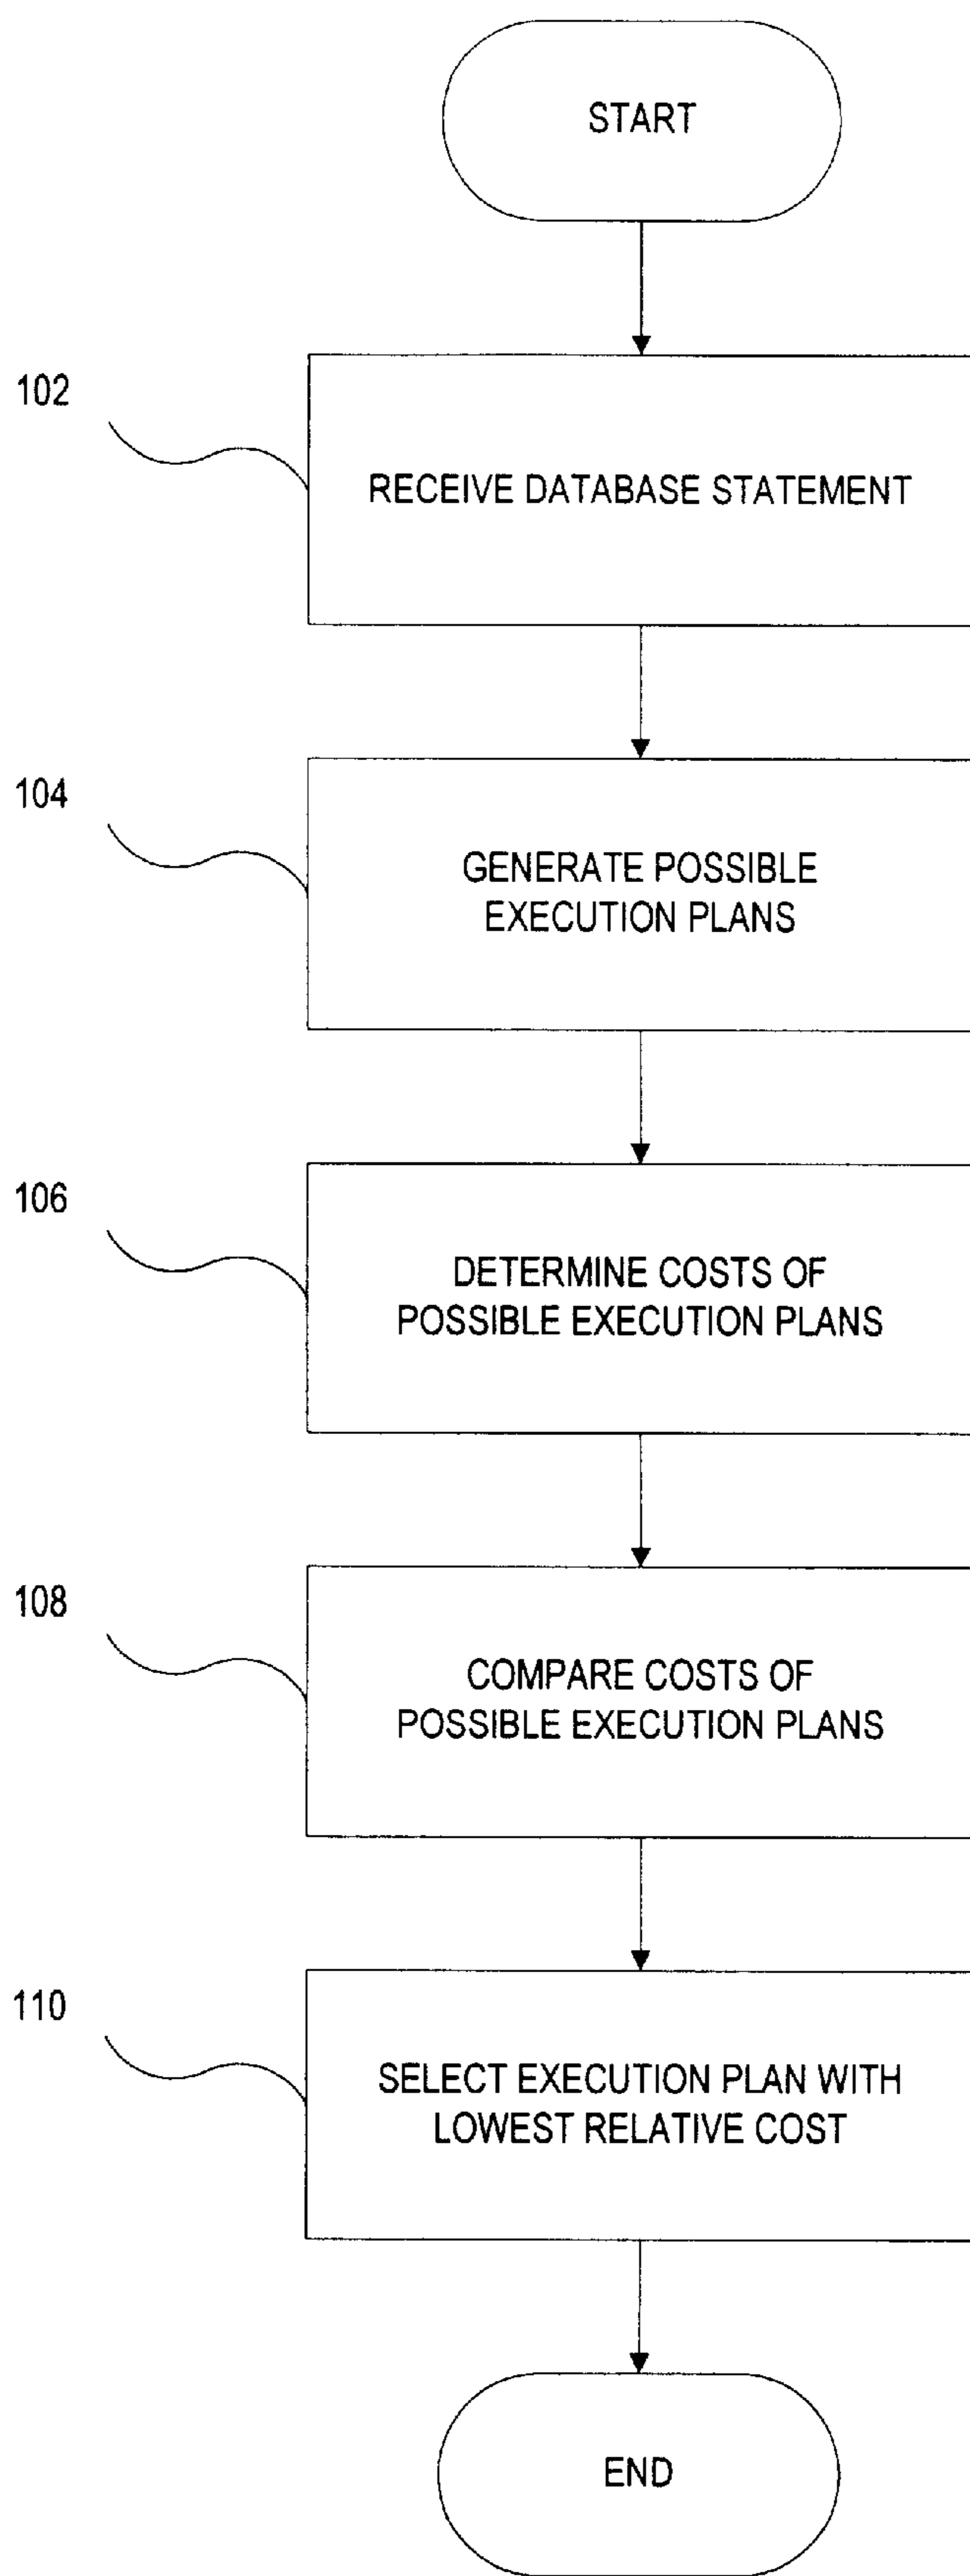 START
102
RECEIVE DATABASE STATEMENT
104
GENERATE POSSIBLE
EXECUTION PLANS
106
DETERMINE COSTS OF
POSSIBLE EXECUTION PLANS
108
COMPARE COSTS OF
POSSIBLE EXECUTION PLANS
110
SELECT EXECUTION PLAN WITH
LOWEST RELATIVE COST
END